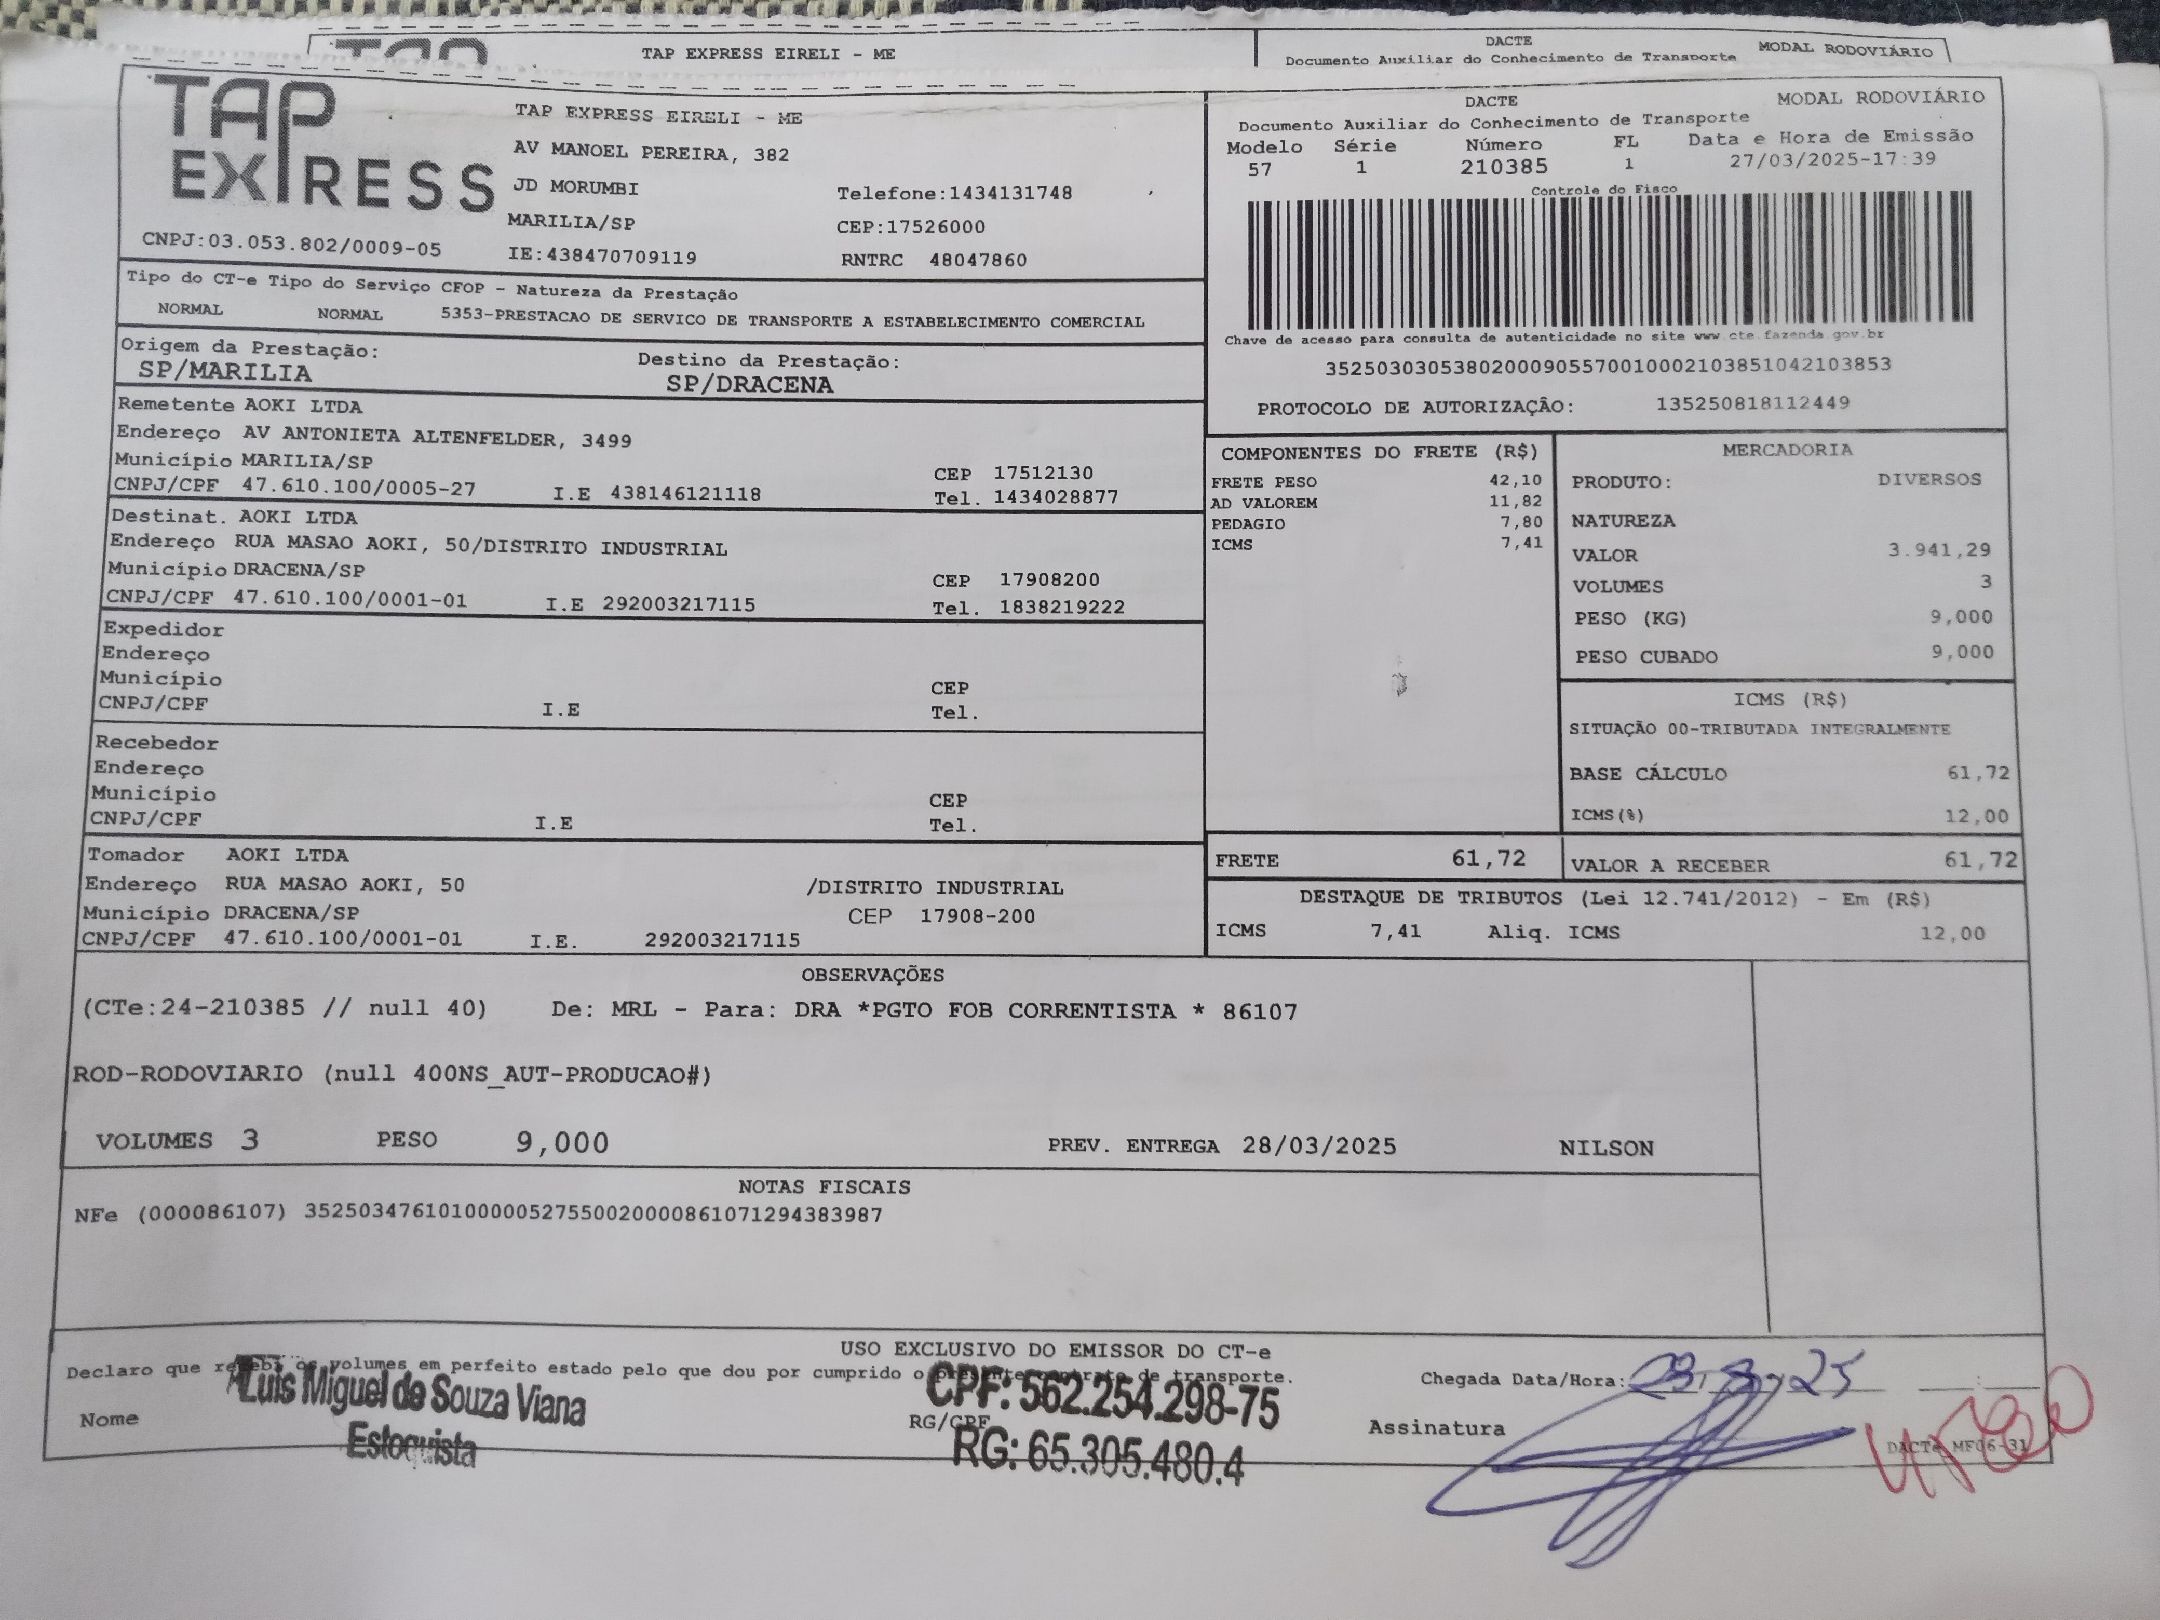 TAP EXPRESS EIRELI - ME
DACTE
MODAL RODOVIÁRIO
Documento Auxiliar do Conhecimento de Transporte
TAP
EXPRESS
CNPJ:03.053.802/0009-05
TAP EXPRESS EIRELI - ME
AV MANOEL PEREIRA, 382
JD MORUMBI
Telefone:1434131748
MARILIA/SP
CEP:17526000
IE:438470709119
RNTRC 48047860
DACTE
MODAL RODOVIÁRIO
Documento Auxiliar do Conhecimento de Transporte
Modelo Série Número FL Data e Hora de Emissão
57 1 210385 1 27/03/2025-17:39
Controle do Fisco
Chave de acesso para consulta de autenticidade no site www.cte.fazenda.gov.br
35250303053802000905570010002103851042103853
PROTOCOLO DE AUTORIZAÇÃO: 135250818112449
Tipo do CT-e Tipo do Serviço CFOP - Natureza da Prestação
NORMAL NORMAL 5353-PRESTACAO DE SERVICO DE TRANSPORTE A ESTABELECIMENTO COMERCIAL
Origem da Prestação: Destino da Prestação:
SP/MARILIA SP/DRACENA
Remetente AOKI LTDA
Endereço AV ANTONIETA ALTENFELDER, 3499
Município MARILIA/SP CEP 17512130
CNPJ/CPF 47.610.100/0005-27 I.E 438146121118 Tel. 1434028877
Destinat. AOKI LTDA
Endereço RUA MASAO AOKI, 50/DISTRITO INDUSTRIAL
Município DRACENA/SP CEP 17908200
CNPJ/CPF 47.610.100/0001-01 I.E 292003217115 Tel. 1838219222
Expedidor
Endereço
Município CEP
CNPJ/CPF I.E Tel.
Recebedor
Endereço
Município CEP
CNPJ/CPF I.E Tel.
Tomador AOKI LTDA
Endereço RUA MASAO AOKI, 50 /DISTRITO INDUSTRIAL
Município DRACENA/SP CEP 17908-200
CNPJ/CPF 47.610.100/0001-01 I.E. 292003217115
COMPONENTES DO FRETE (R$)
FRETE PESO 42,10
AD VALOREM 11,82
PEDAGIO 7,80
ICMS 7,41
MERCADORIA
PRODUTO: DIVERSOS
NATUREZA
VALOR 3.941,29
VOLUMES 3
PESO (KG) 9,000
PESO CUBADO 9,000
ICMS (R$)
SITUAÇÃO 00-TRIBUTADA INTEGRALMENTE
BASE CÁLCULO 61,72
ICMS(%) 12,00
FRETE 61,72 VALOR A RECEBER 61,72
DESTAQUE DE TRIBUTOS (Lei 12.741/2012) - Em (R$)
ICMS 7,41 Aliq. ICMS 12,00
OBSERVAÇÕES
(CTe:24-210385 // null 40) De: MRL - Para: DRA *PGTO FOB CORRENTISTA * 86107
ROD-RODOVIARIO (null 400NS_AUT-PRODUCAO#)
VOLUMES 3 PESO 9,000 PREV. ENTREGA 28/03/2025 NILSON
NOTAS FISCAIS
NFe (000086107) 35250347610100000527550020000861071294383987
USO EXCLUSIVO DO EMISSOR DO CT-e
Declaro que recebi os volumes em perfeito estado pelo que dou por cumprido o presente contrato de transporte.
Chegada Data/Hora:
Nome RG/CPF Assinatura
Luis Miguel de Souza Viana
Estoquista
CPF: 562.254.298-75
RG: 65.305.480.4
DACTE MF06-31